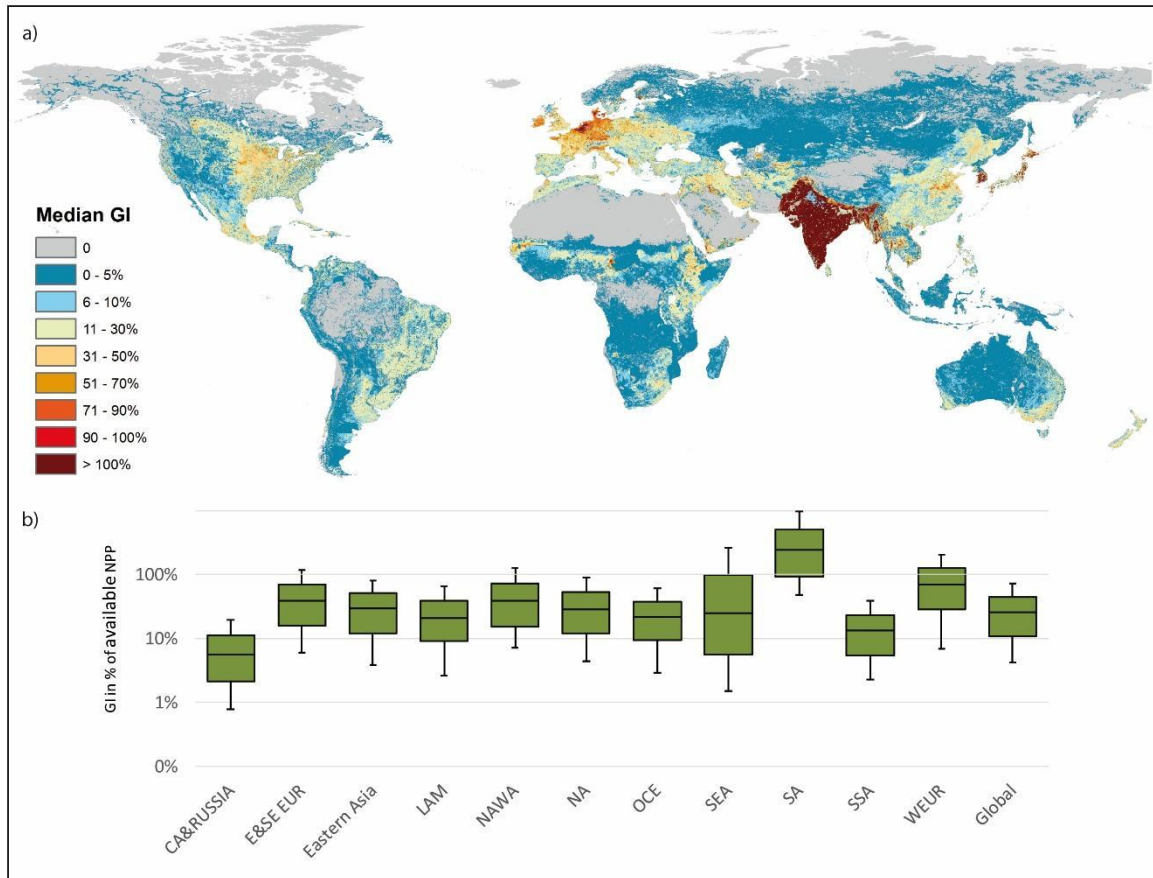 a)
Median GI
0
0 - 5%
6 - 10%
11 - 30%
31 - 50%
51 - 70%
71 - 90%
90 - 100%
> 100%
b)
GI in % of available NPP
100%
10%
1%
0%
CA&RUSSIA
E&SE EUR
Eastern Asia
LAM
NAWA
NA
OCE
SEA
SA
SSA
WEUR
Global